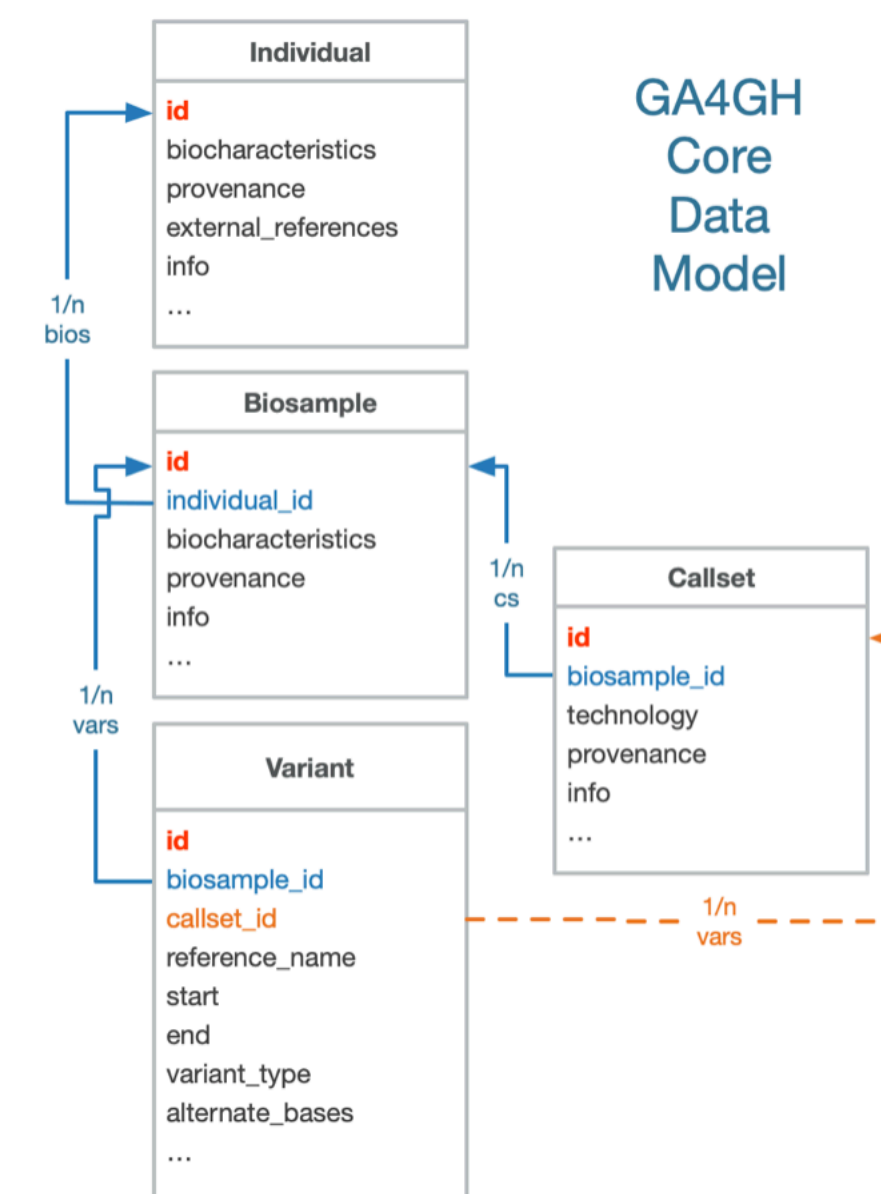 Individual
id
biocharacteristics
provenance
external_references
info
...
GA4GH
Core
Data
Model
1/n
bios
Biosample
id
individual_id
biocharacteristics
provenance
info
...
1/n
cs
Callset
id
biosample_id
technology
provenance
info
...
1/n
vars
Variant
id
biosample_id
callset_id
reference_name
start
end
variant_type
alternate_bases
...
1/n
vars